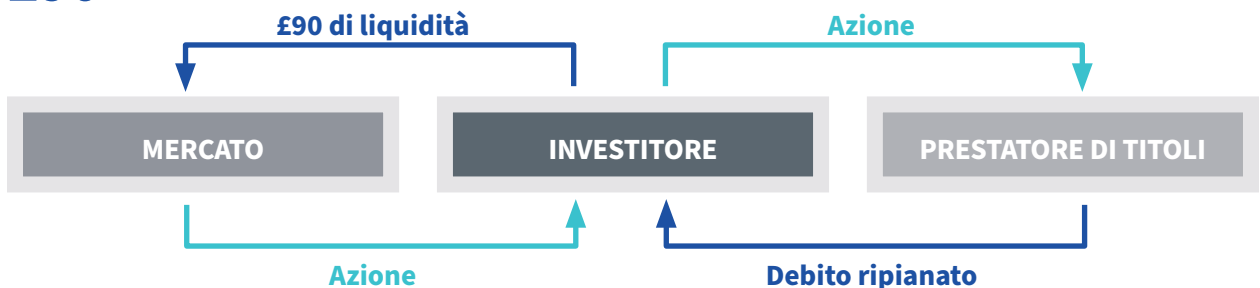 £90 di liquidità
Azione
MERCATO
INVESTITORE
PRESTATORE DI TITOLI
Azione
Debito ripianato